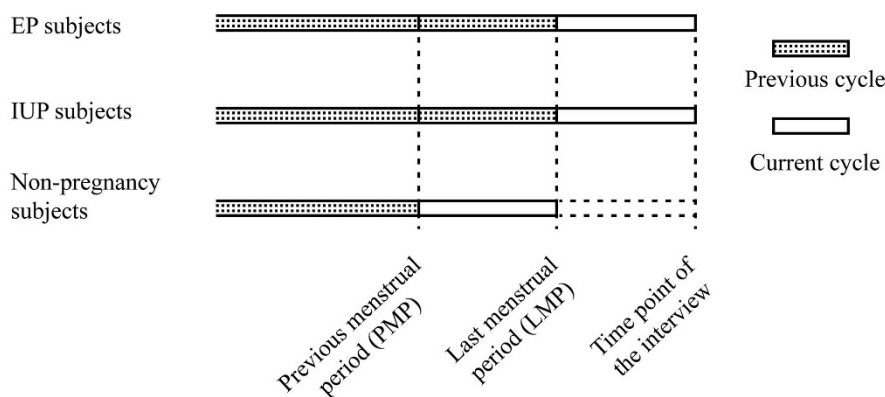 EP subjects
IUP subjects
Non-pregnancy
subjects
Previous cycle
Current cycle
Previous menstrual
period (PMP)
Last menstrual
period (LMP)
Time point of
the interview